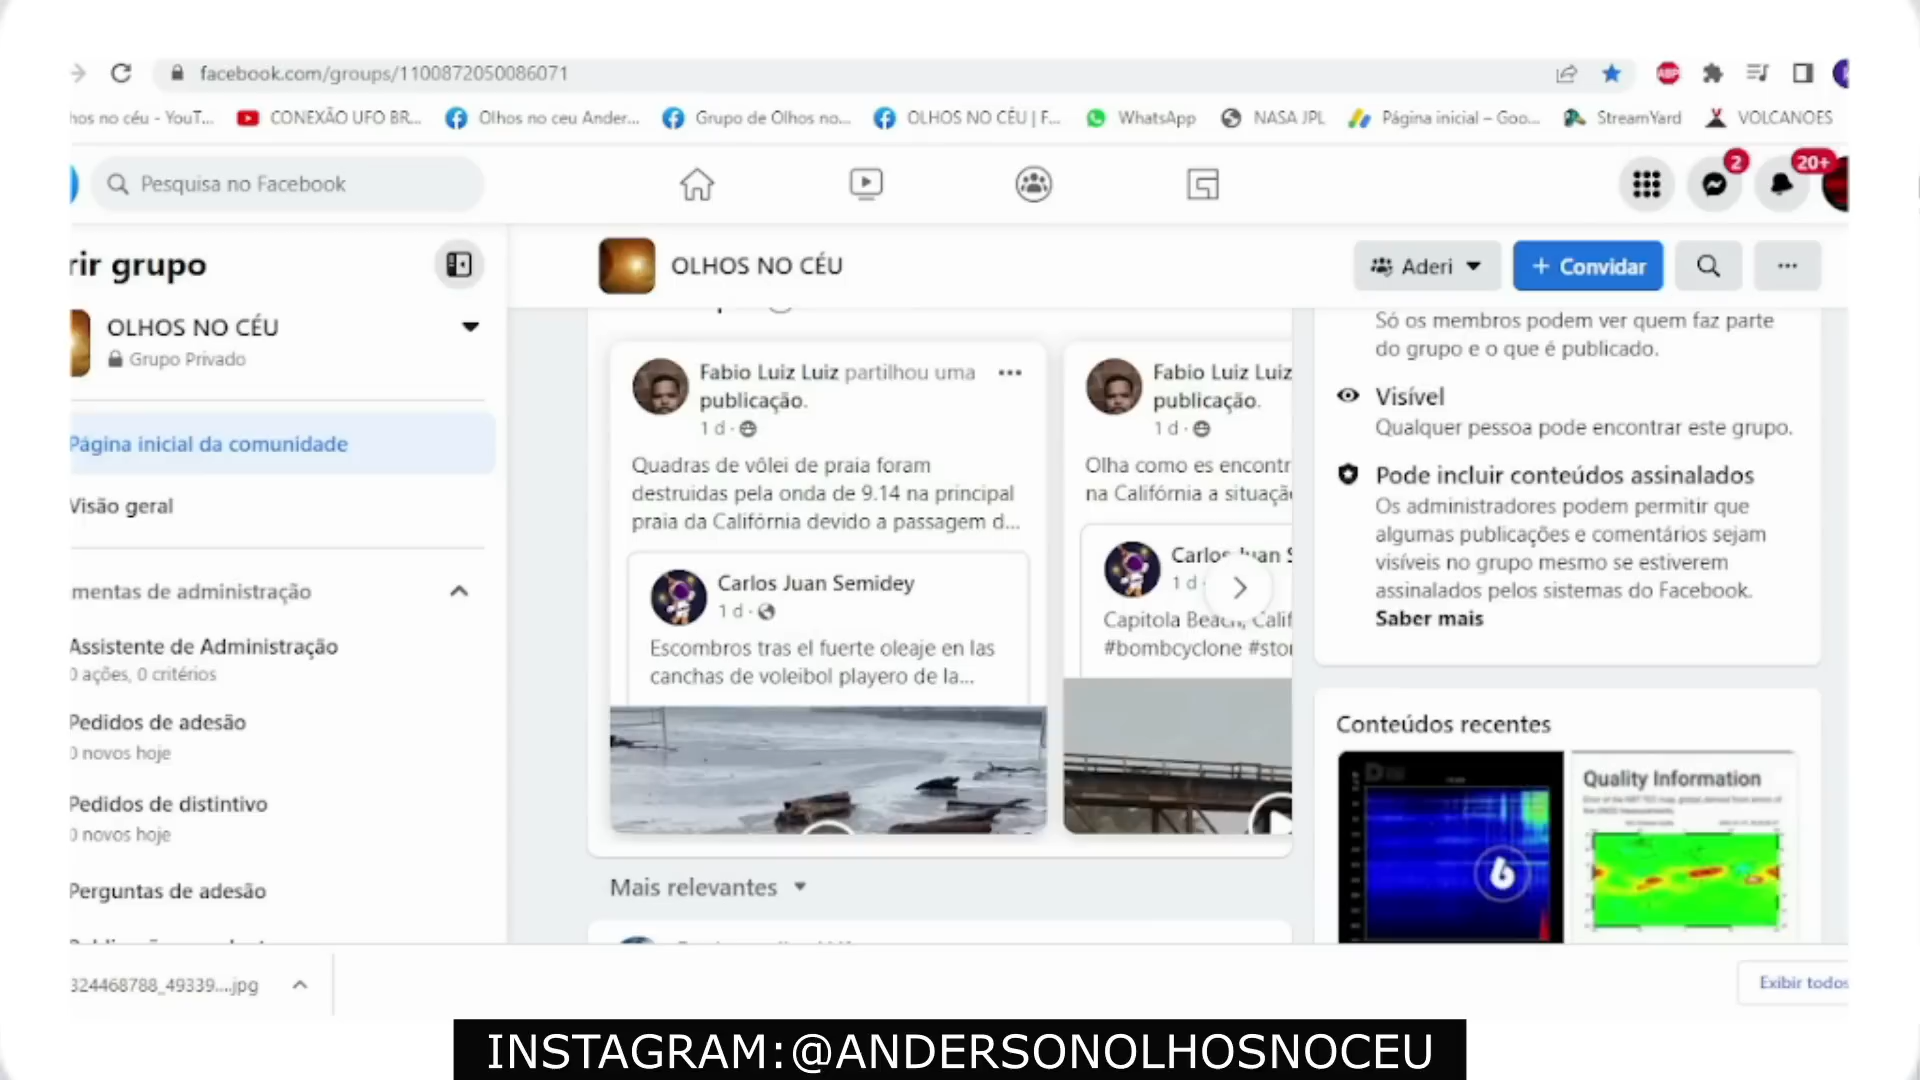 facebook.com/groups/1100872050086071
hos no céu - YouT... CONEXÃO UFO BR... Olhos no ceu Ander... Grupo de Olhos no... OLHOS NO CÉU | F... WhatsApp NASA JPL Página inicial – Goo... StreamYard VOLCANOES
Pesquisa no Facebook
2
20+
rir grupo
OLHOS NO CÉU
Grupo Privado
Página inicial da comunidade
Visão geral
mentas de administração
Assistente de Administração
0 ações, 0 critérios
Pedidos de adesão
0 novos hoje
Pedidos de distintivo
0 novos hoje
Perguntas de adesão
OLHOS NO CÉU
Aderi
+ Convidar
Fabio Luiz Luiz partilhou uma
publicação.
1 d ·
Quadras de vôlei de praia foram
destruidas pela onda de 9.14 na principal
praia da Califórnia devido a passagem d...
Carlos Juan Semidey
1 d ·
Escombros tras el fuerte oleaje en las
canchas de voleibol playero de la...
Fabio Luiz Luiz
publicação.
1 d ·
Olha como es encontr
na Califórnia a situaçã
Carlos Juan S
1 d ·
Capitola Beach, Calif
#bombcyclone #stor
Mais relevantes
Só os membros podem ver quem faz parte
do grupo e o que é publicado.
Visível
Qualquer pessoa pode encontrar este grupo.
Pode incluir conteúdos assinalados
Os administradores podem permitir que
algumas publicações e comentários sejam
visíveis no grupo mesmo se estiverem
assinalados pelos sistemas do Facebook.
Saber mais
Conteúdos recentes
6
Quality Information
324468788_49339....jpg
Exibir todos
INSTAGRAM:@ANDERSONOLHOSNOCEU